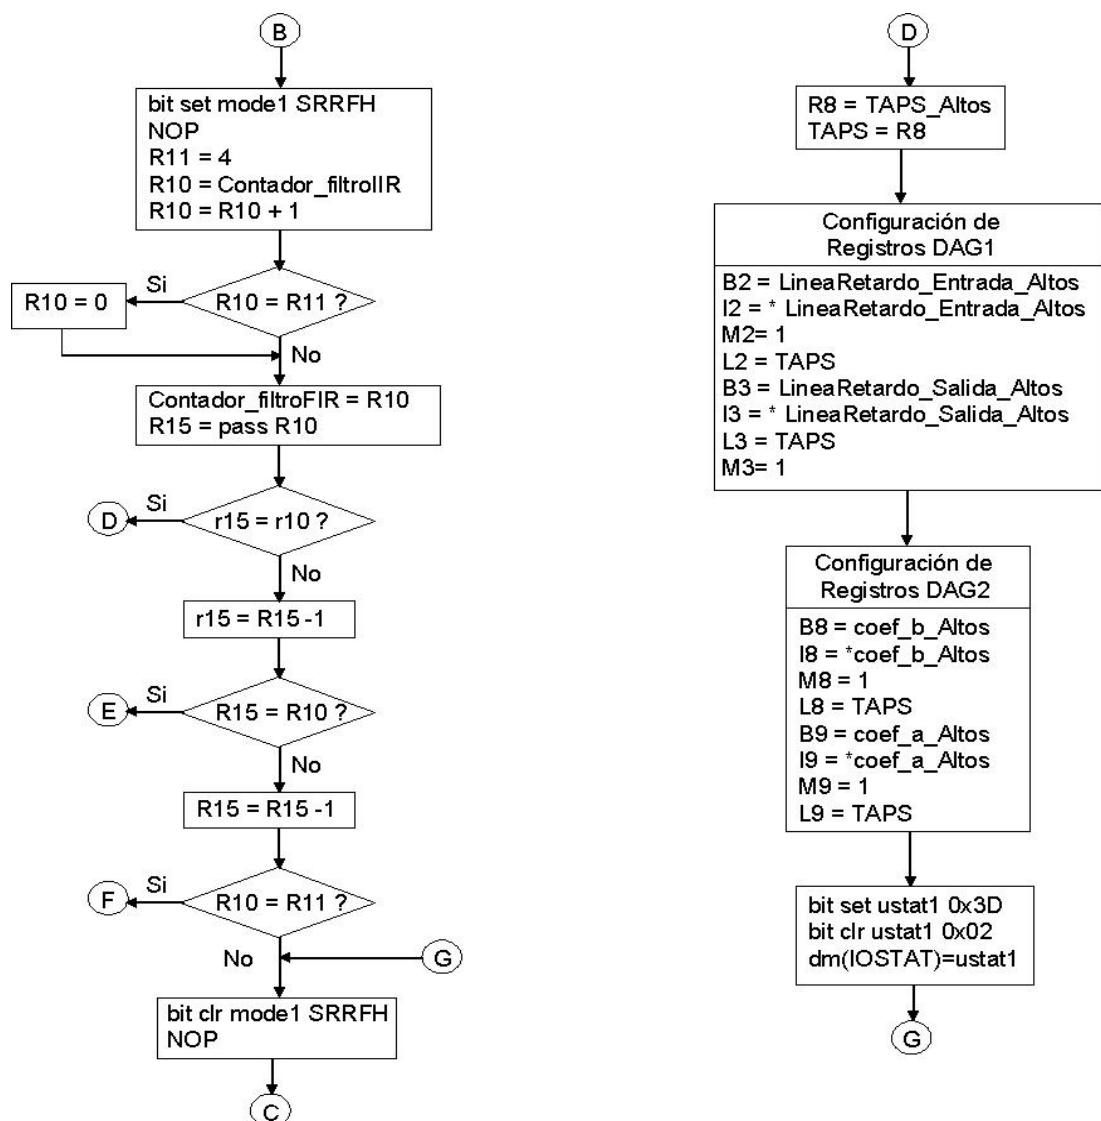 B
bit set mode1 SRRFH
NOP
R11 = 4
R10 = Contador_filtroIIR
R10 = R10 + 1
Si
R10 = R11 ?
R10 = 0
No
Contador_filtroFIR = R10
R15 = pass R10
Si
D
r15 = r10 ?
No
r15 = R15 -1
Si
E
R15 = R10 ?
No
R15 = R15 -1
Si
F
R10 = R11 ?
No
G
bit clr mode1 SRRFH
NOP
C
D
R8 = TAPS_Altos
TAPS = R8
Configuración de
Registros DAG1
B2 = LineaRetardo_Entrada_Altos
I2 = * LineaRetardo_Entrada_Altos
M2= 1
L2 = TAPS
B3 = LineaRetardo_Salida_Altos
I3 = * LineaRetardo_Salida_Altos
L3 = TAPS
M3= 1
Configuración de
Registros DAG2
B8 = coef_b_Altos
I8 = *coef_b_Altos
M8 = 1
L8 = TAPS
B9 = coef_a_Altos
I9 = *coef_a_Altos
M9 = 1
L9 = TAPS
bit set ustat1 0x3D
bit clr ustat1 0x02
dm(IOSTAT)=ustat1
G